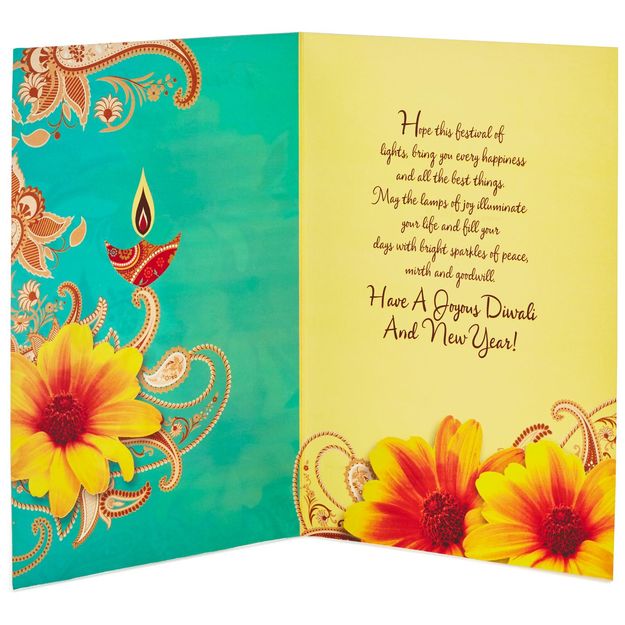 Hope this festival of
lights, bring you every happiness
and all the best things.
May the lamps of joy illuminate
your life and fill your
days with bright sparkles of peace,
mirth and goodwill.
Have A Joyous Diwali
And New Year!